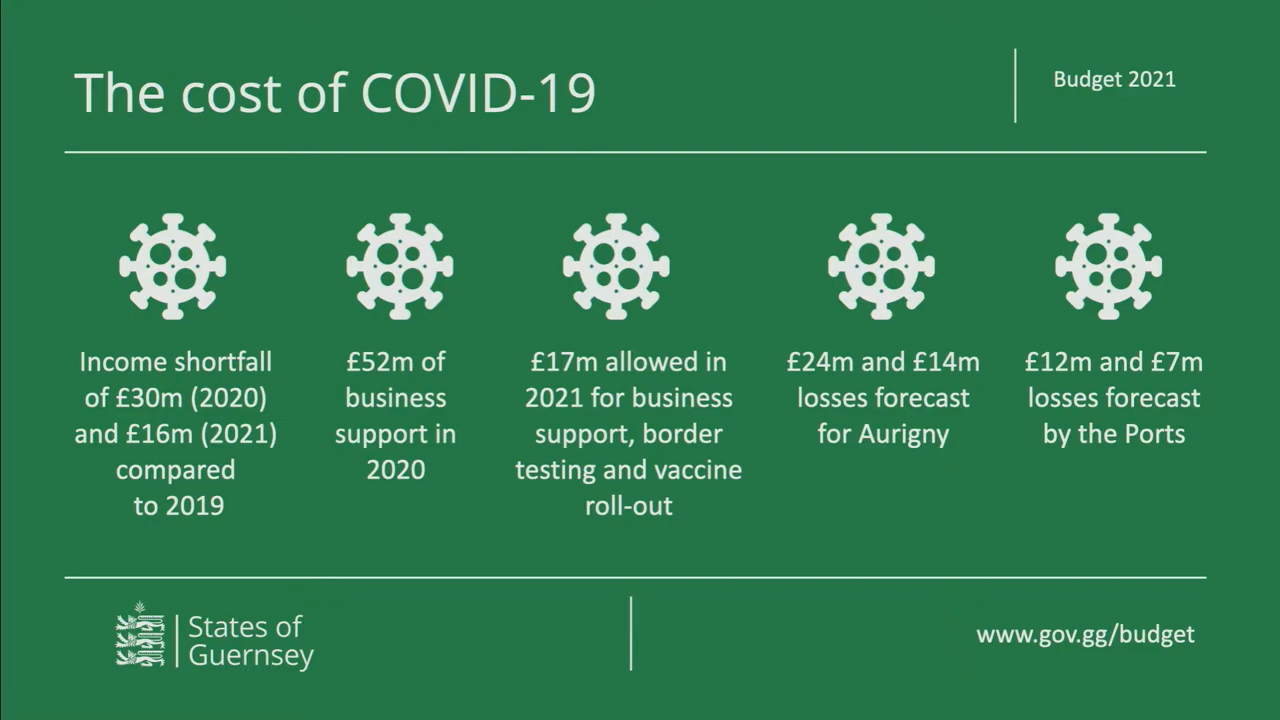 The cost of COVID-19
Budget 2021
Income shortfall
of £30m (2020)
and £16m (2021)
compared
to 2019
£52m of
business
support in
2020
£17m allowed in
2021 for business
support, border
testing and vaccine
roll-out
£24m and £14m
losses forecast
for Aurigny
£12m and £7m
losses forecast
by the Ports
States of
Guernsey
www.gov.gg/budget